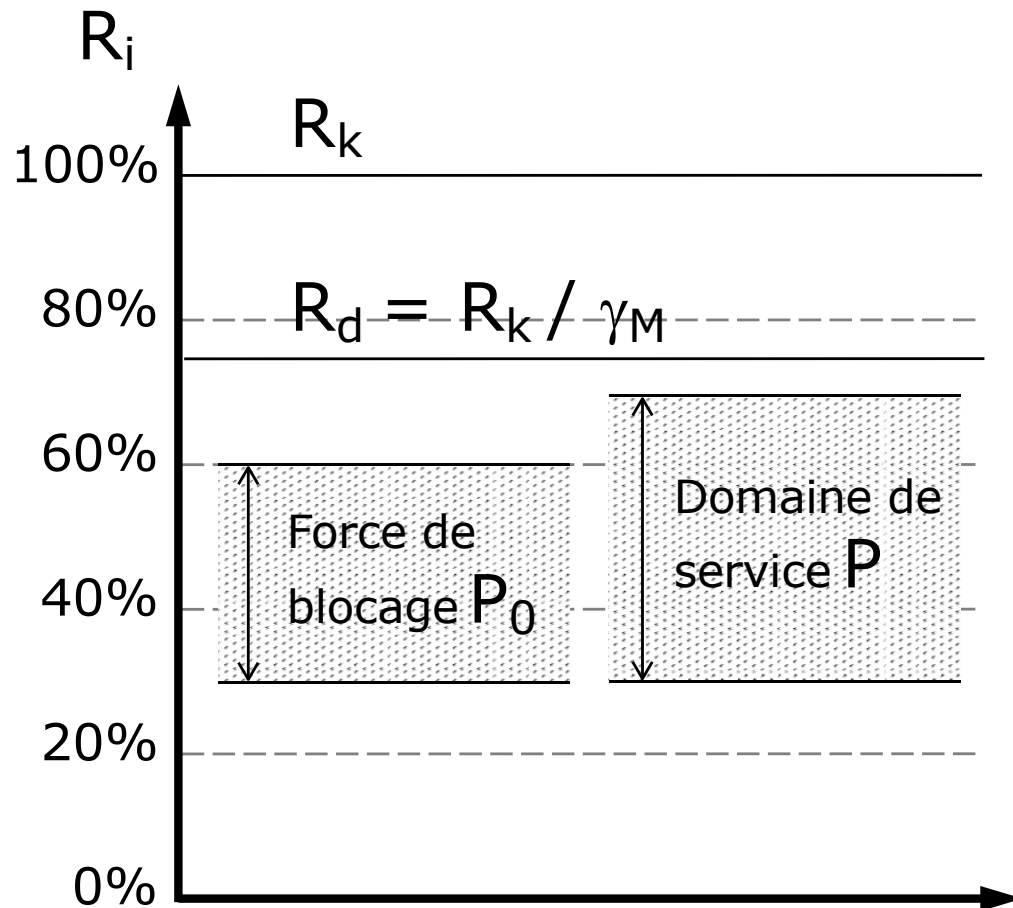 Ri
Rk
100%
Rd = Rk / γM
80%
60%
Force de
blocage P0
Domaine de
service P
40%
20%
0%